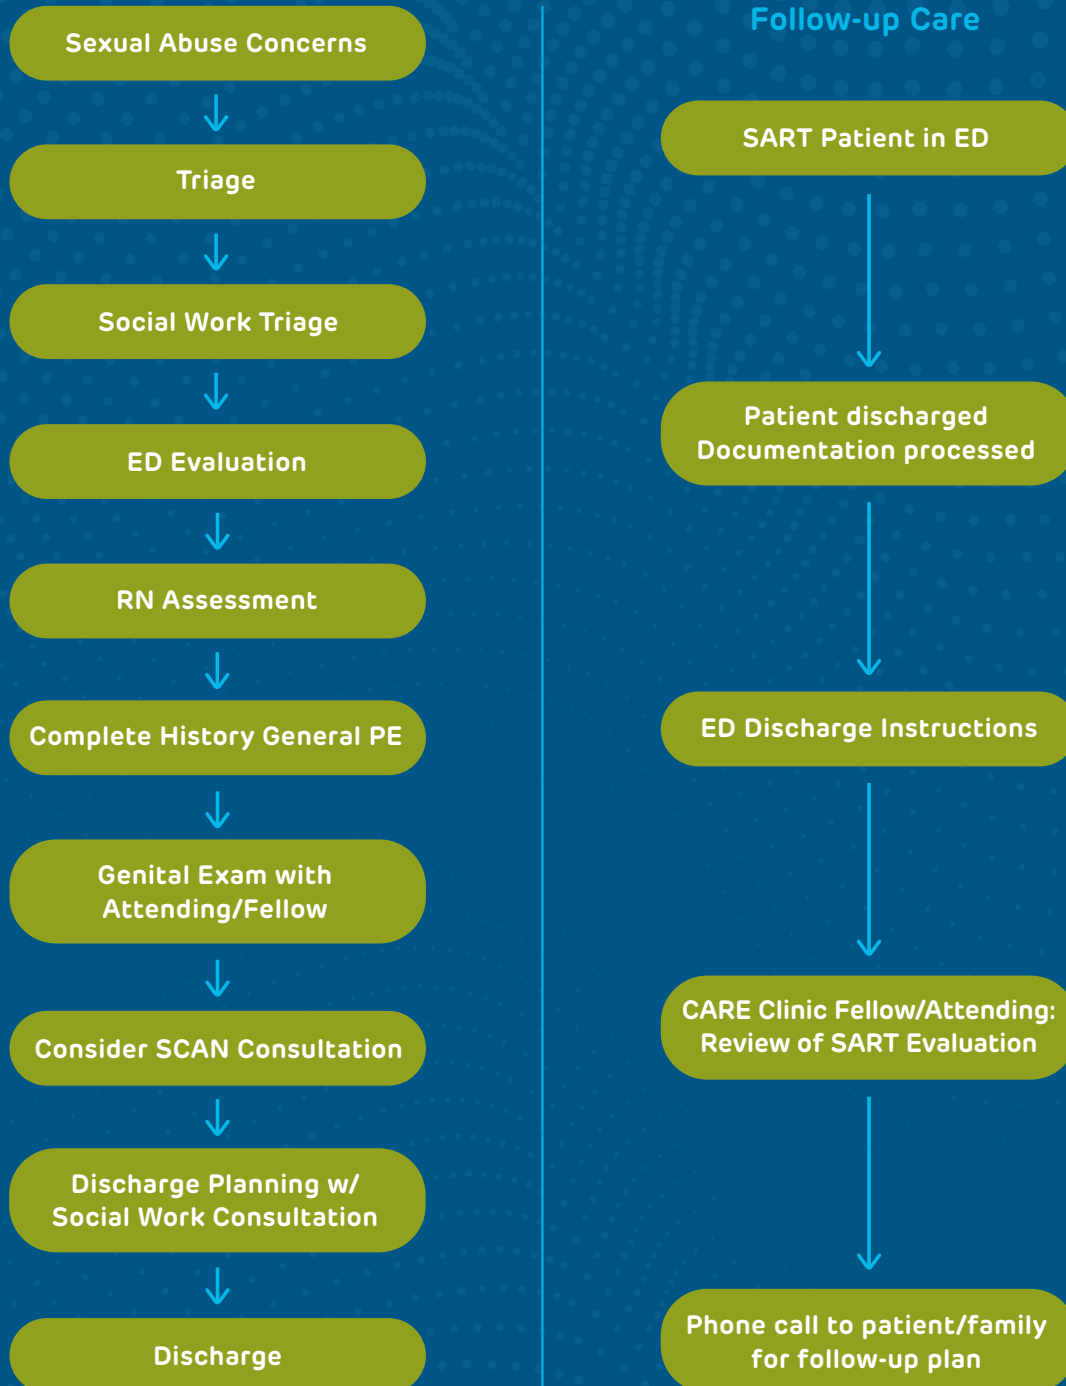 Sexual Abuse Concerns
Triage
Social Work Triage
ED Evaluation
RN Assessment
Complete History General PE
Genital Exam with
Attending/Fellow
Consider SCAN Consultation
Discharge Planning w/
Social Work Consultation
Discharge
Follow-up Care
SART Patient in ED
Patient discharged
Documentation processed
ED Discharge Instructions
CARE Clinic Fellow/Attending:
Review of SART Evaluation
Phone call to patient/family
for follow-up plan